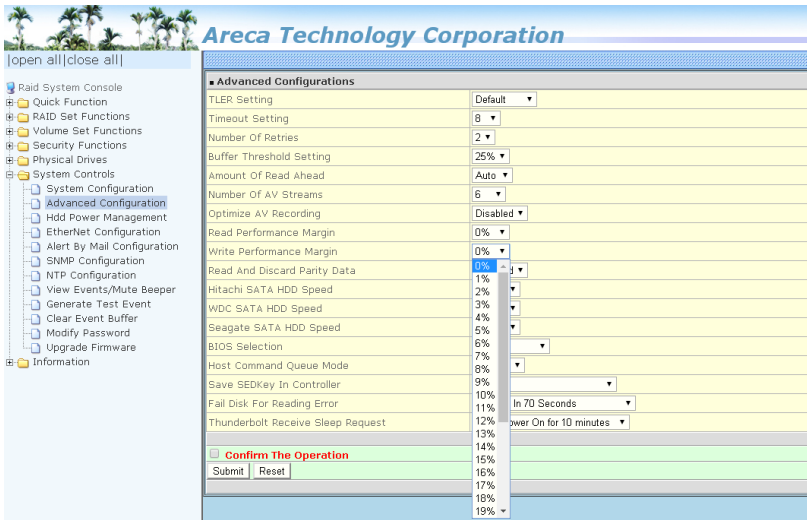 Areca Technology Corporation
|open all|close all|
Raid System Console
Quick Function
RAID Set Functions
Volume Set Functions
Security Functions
Physical Drives
System Controls
System Configuration
Advanced Configuration
Hdd Power Management
EtherNet Configuration
Alert By Mail Configuration
SNMP Configuration
NTP Configuration
View Events/Mute Beeper
Generate Test Event
Clear Event Buffer
Modify Password
Upgrade Firmware
Information
Advanced Configurations
TLER Setting Default
Timeout Setting 8
Number Of Retries 2
Buffer Threshold Setting 25%
Amount Of Read Ahead Auto
Number Of AV Streams 6
Optimize AV Recording Disabled
Read Performance Margin 0%
Write Performance Margin 0%
Read And Discard Parity Data
Hitachi SATA HDD Speed
WDC SATA HDD Speed
Seagate SATA HDD Speed
BIOS Selection
Host Command Queue Mode
Save SEDKey In Controller
Fail Disk For Reading Error In 70 Seconds
Thunderbolt Receive Sleep Request On for 10 minutes
0%
1%
2%
3%
4%
5%
6%
7%
8%
9%
10%
11%
12%
13%
14%
15%
16%
17%
18%
19%
Confirm The Operation
Submit Reset